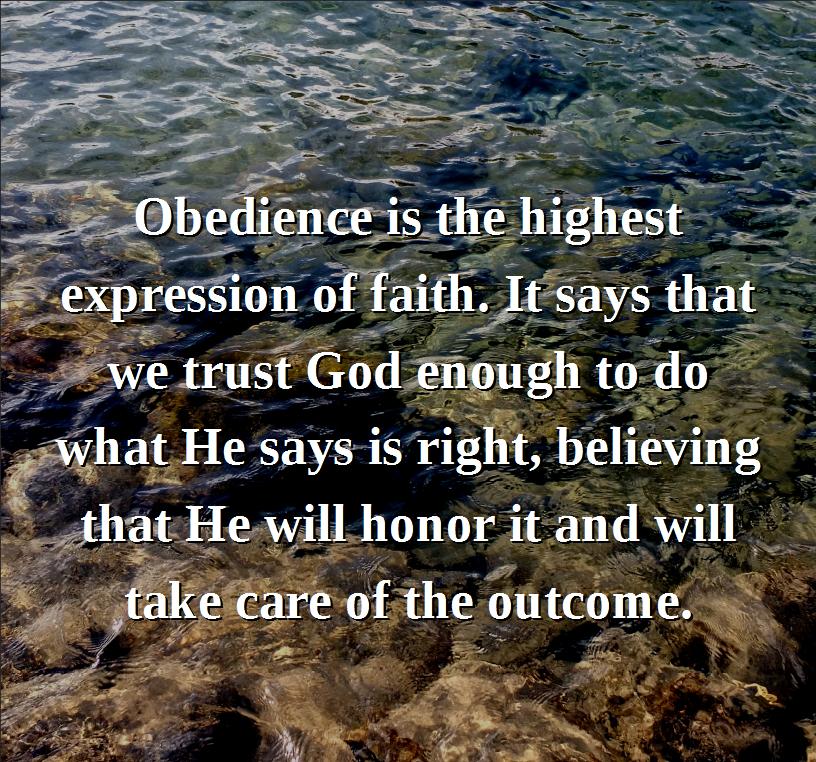 Obedience is the highest
expression of faith. It says that
we trust God enough to do
what He says is right, believing
that He will honor it and will
take care of the outcome.